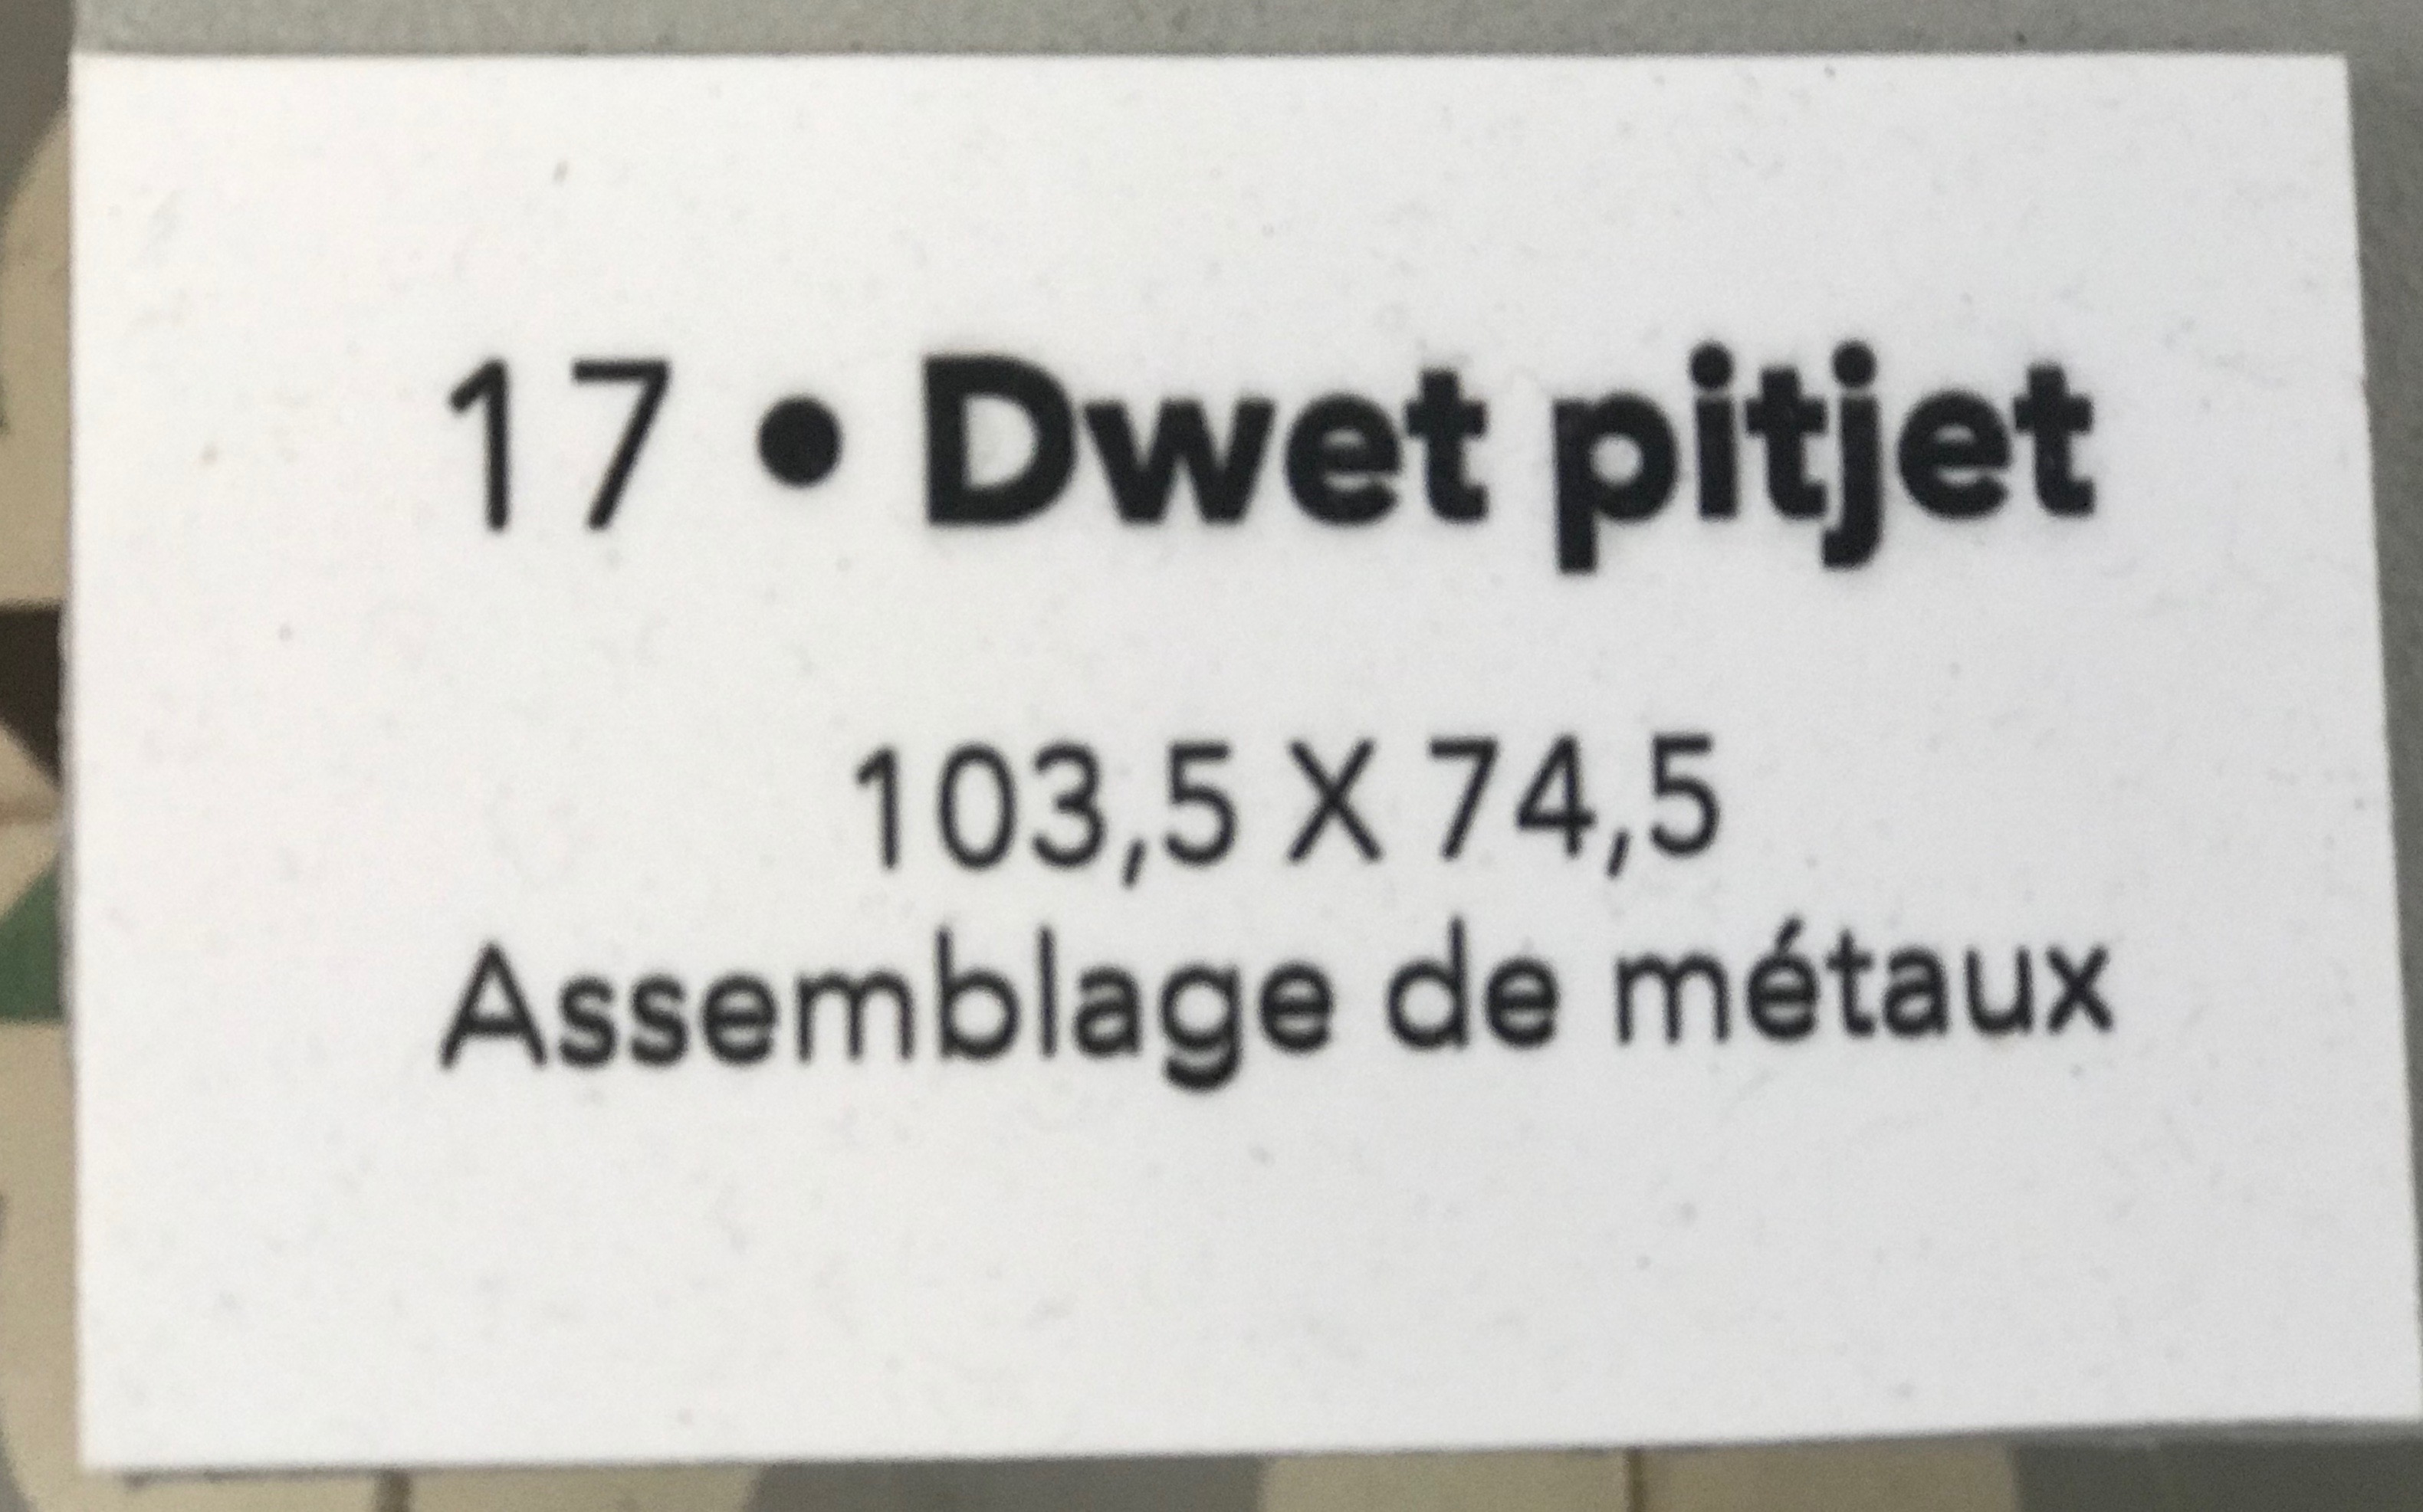 17 • Dwet pitjet
103,5 X 74,5
Assemblage de métaux